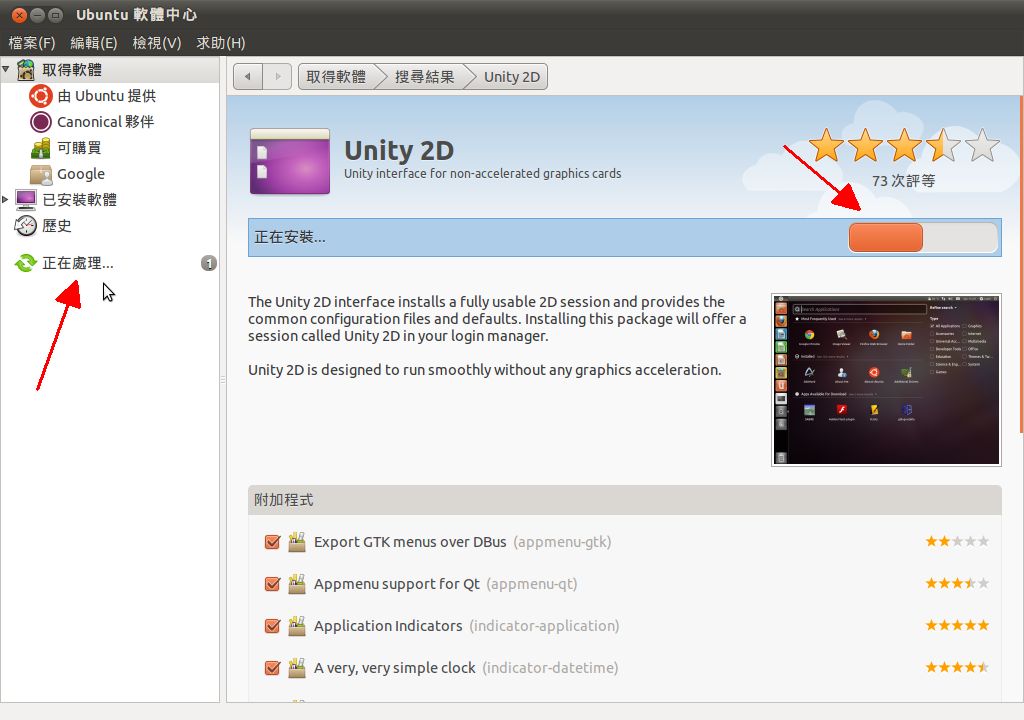 Ubuntu 軟體中心
檔案(F) 編輯(E) 檢視(V) 求助(H)
取得軟體
由 Ubuntu 提供
Canonical 夥伴
可購買
Google
已安裝軟體
歷史
正在處理... 1
取得軟體 搜尋結果 Unity 2D
Unity 2D
Unity interface for non-accelerated graphics cards
73 次評等
正在安裝...
The Unity 2D interface installs a fully usable 2D session and provides the
common configuration files and defaults. Installing this package will offer a
session called Unity 2D in your login manager.
Unity 2D is designed to run smoothly without any graphics acceleration.
附加程式
Export GTK menus over DBus (appmenu-gtk)
Appmenu support for Qt (appmenu-qt)
Application Indicators (indicator-application)
A very, very simple clock (indicator-datetime)